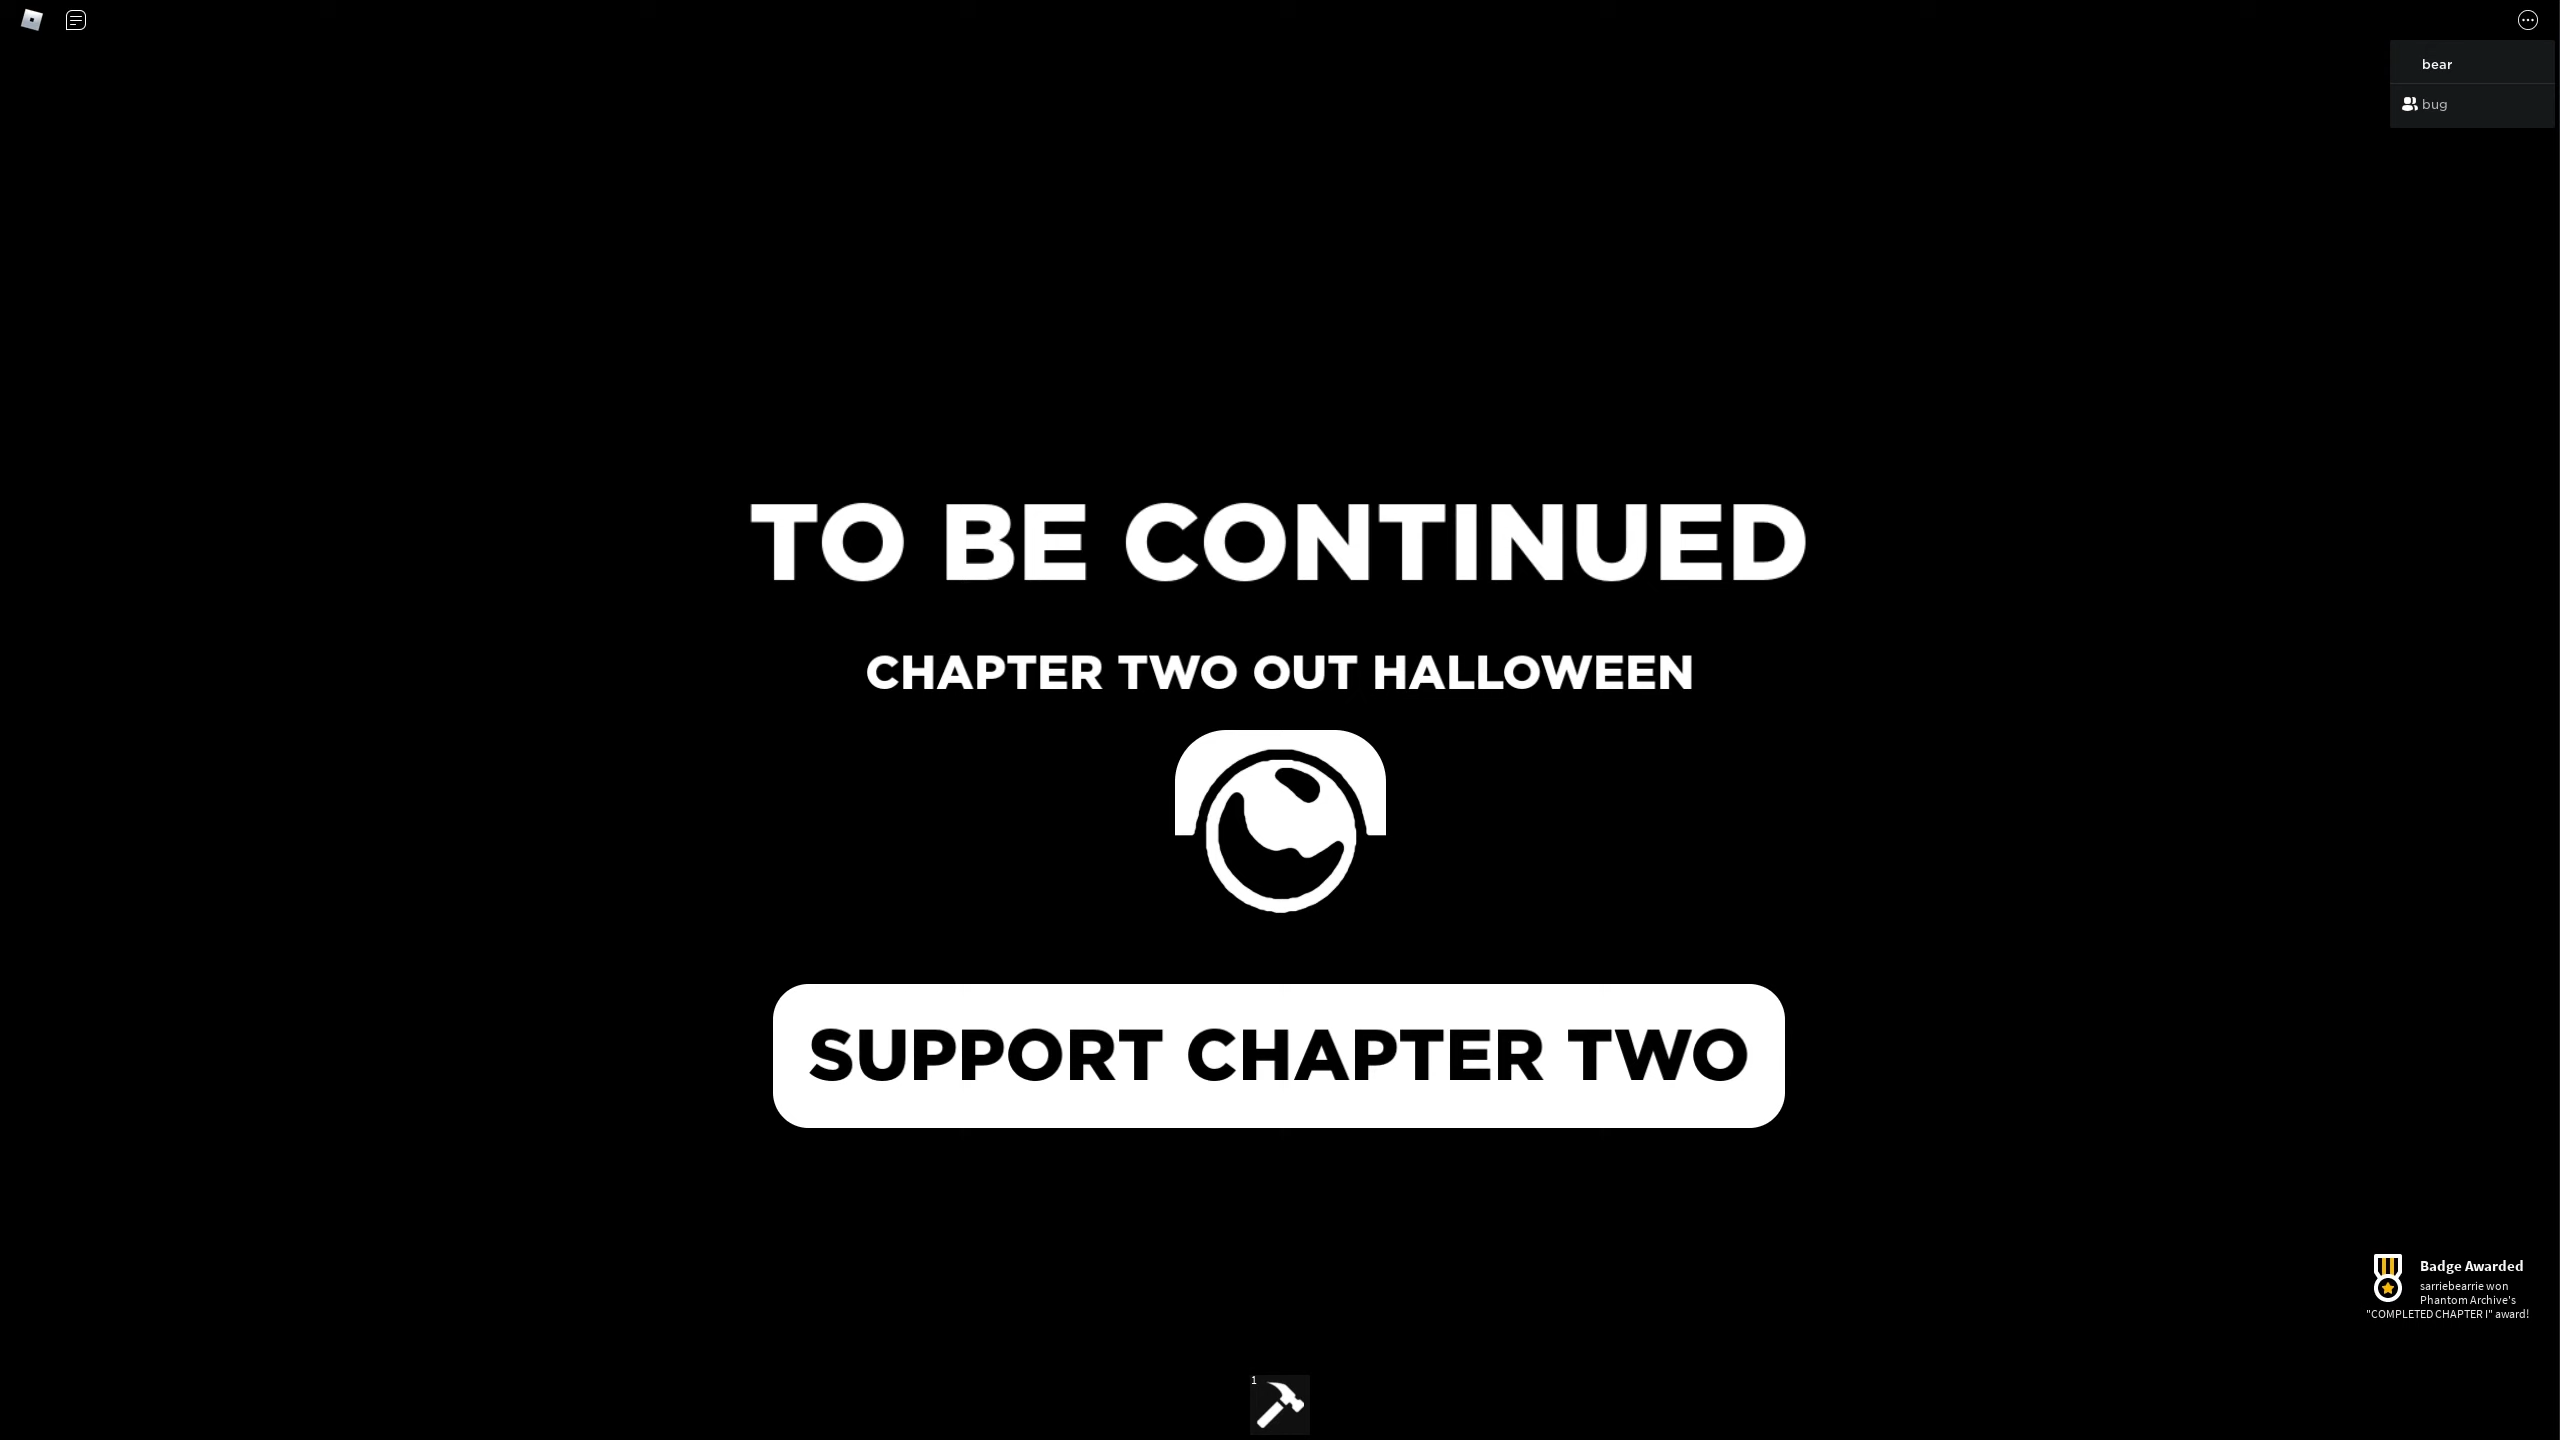 bear
bug
TO BE CONTINUED
CHAPTER TWO OUT HALLOWEEN
SUPPORT CHAPTER TWO
Badge Awarded
sarriebearrie won
Phantom Archive's
"COMPLETED CHAPTER I" award!
1